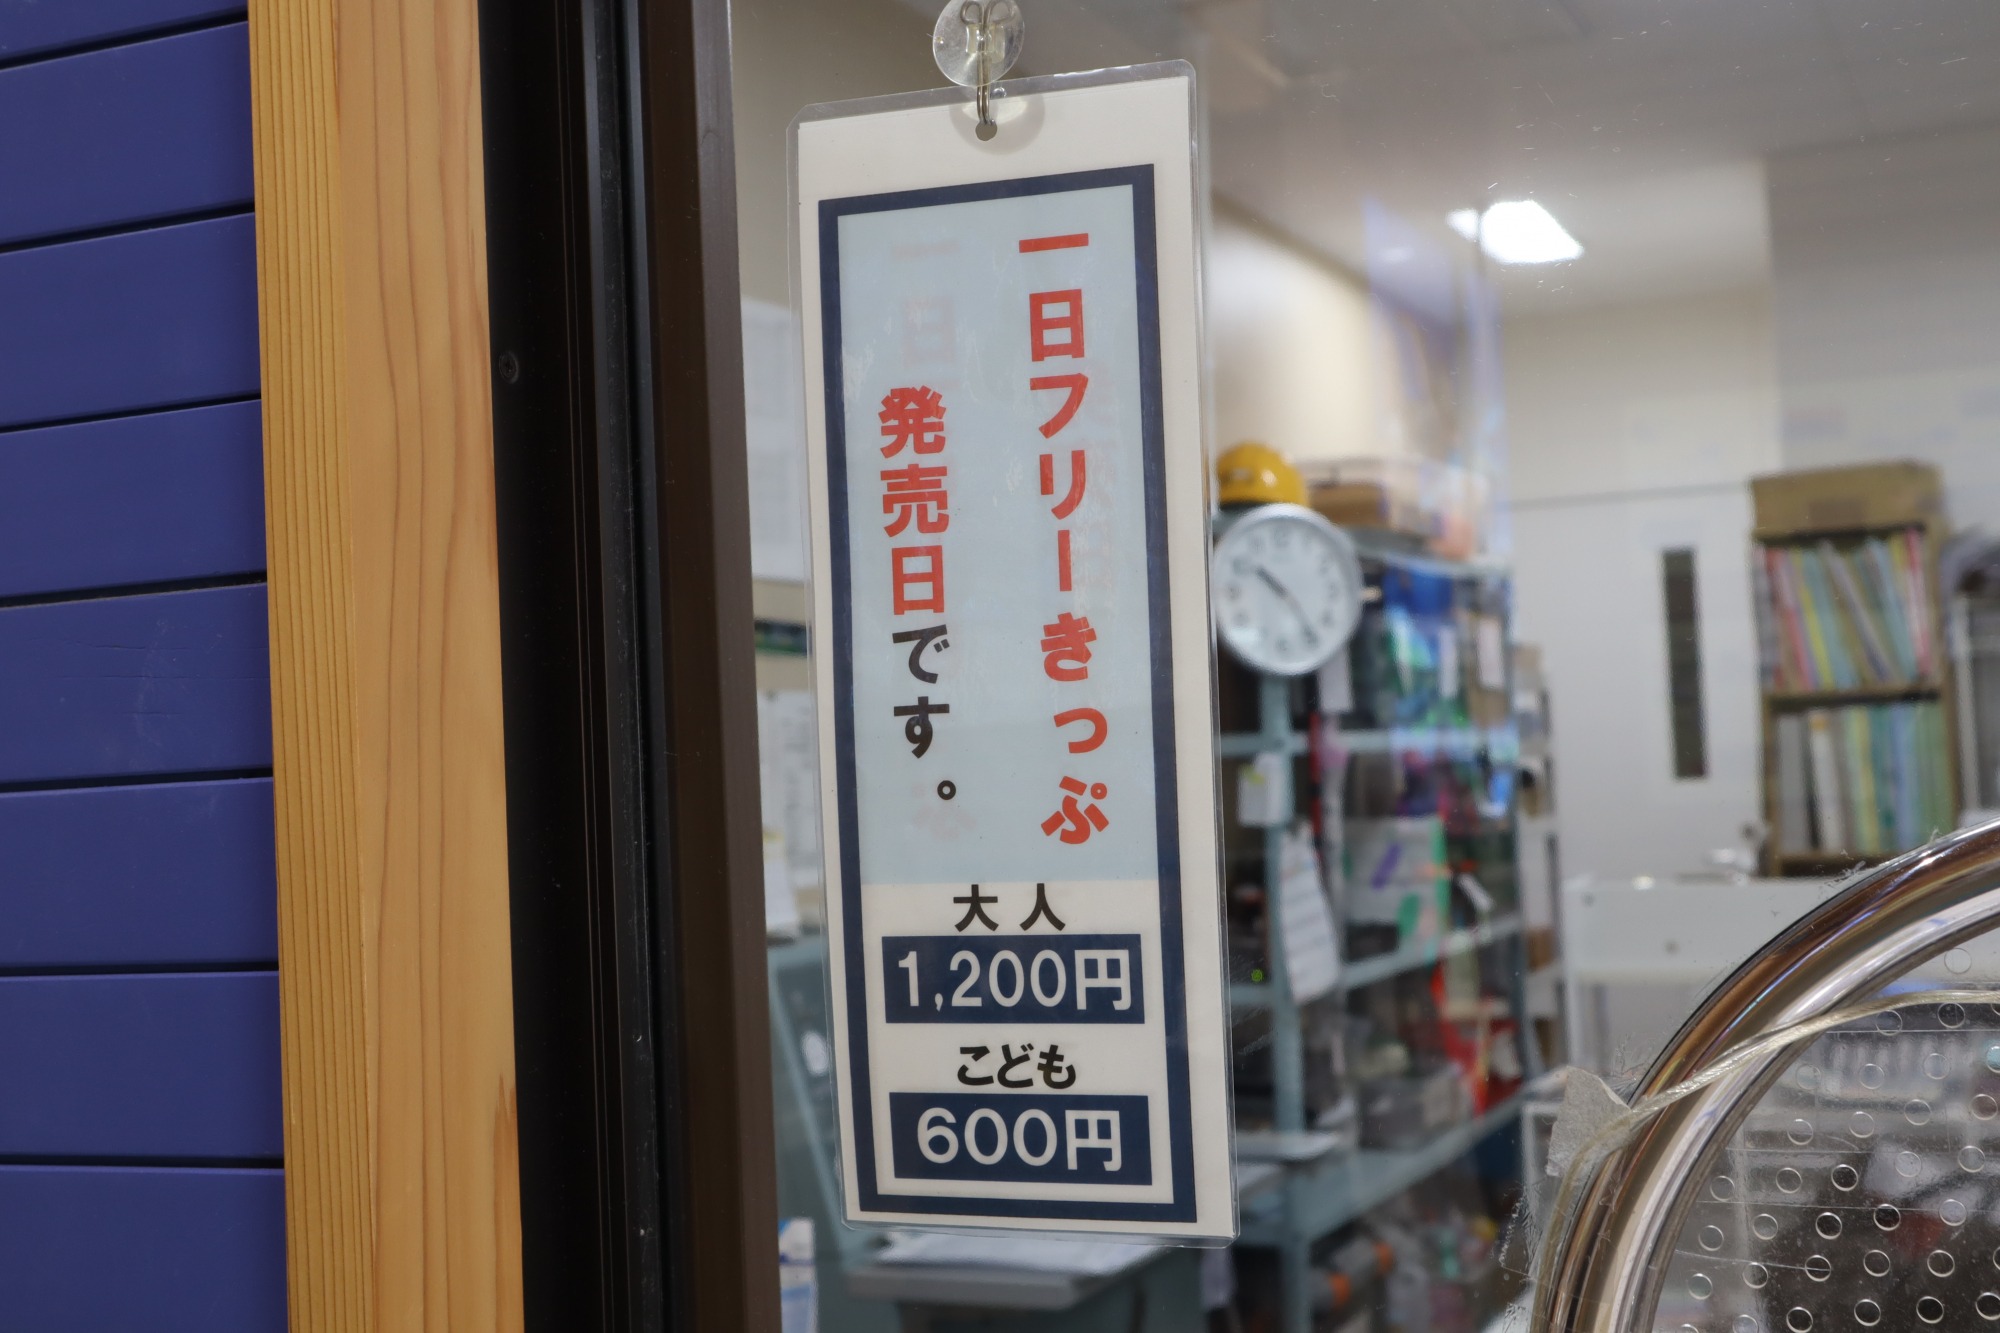 一日フリーきっぷ
発売日です。
大人
1,200円
こども
600円